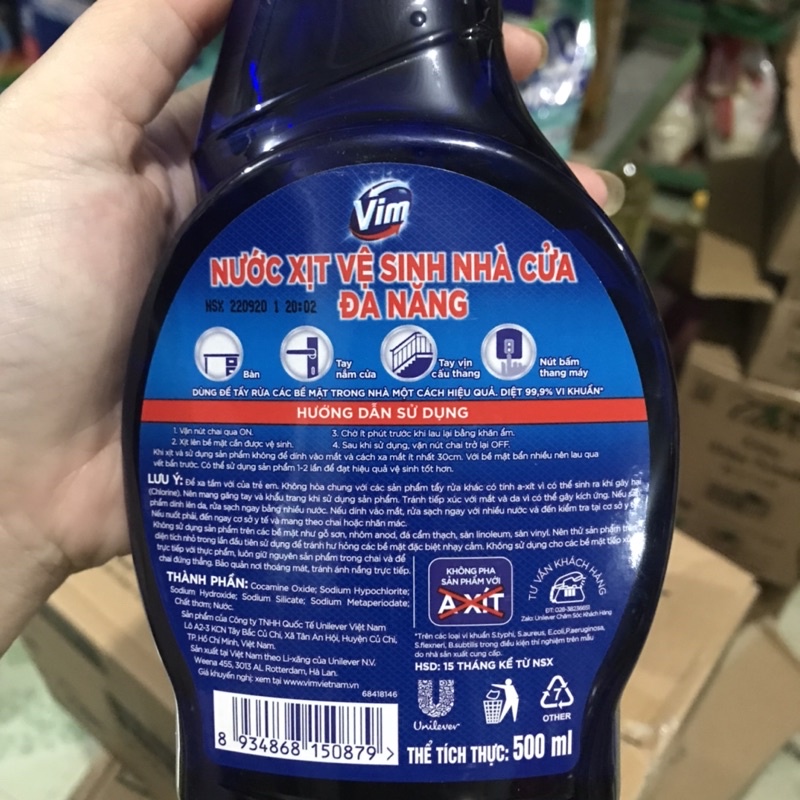 Vim
NƯỚC XỊT VỆ SINH NHÀ CỬA
ĐA NĂNG
NSX 220920 1 20:02
Bàn
Tay nắm cửa
Tay vịn cầu thang
Nút bấm thang máy
DÙNG ĐỂ TẨY RỬA CÁC BỀ MẶT TRONG NHÀ MỘT CÁCH HIỆU QUẢ. DIỆT 99,9% VI KHUẨN*
HƯỚNG DẪN SỬ DỤNG
1. Vặn nút chai qua ON.
2. Xịt lên bề mặt cần được vệ sinh.
3. Chờ ít phút trước khi lau lại bằng khăn ẩm.
4. Sau khi sử dụng, vặn nút chai trở lại OFF.
Khi xịt và sử dụng sản phẩm không để dính vào mắt và cách xa mắt ít nhất 30cm. Với bề mặt bẩn nhiều nên lau qua
vết bẩn trước. Có thể sử dụng sản phẩm 1-2 lần để đạt hiệu quả vệ sinh tốt hơn.
LƯU Ý: Để xa tầm với của trẻ em. Không hòa chung với các sản phẩm tẩy rửa khác có tính a-xít vì có thể sinh ra khí gây hại
(Chlorine). Nên mang găng tay và khẩu trang khi sử dụng sản phẩm. Tránh tiếp xúc với mắt và da vì có thể gây kích ứng. Nếu sản
phẩm dính lên da, rửa sạch ngay bằng nhiều nước. Nếu dính vào mắt, rửa sạch ngay với nhiều nước và đến kiểm tra tại cơ sở y tế.
Nếu nuốt phải, đến ngay cơ sở y tế và mang theo chai hoặc nhãn mác.
Không sử dụng sản phẩm trên các bề mặt như gỗ sơn, nhôm anod, đá cẩm thạch, sàn linoleum, sàn vinyl. Nên thử sản phẩm trên
diện tích nhỏ trong lần đầu tiên sử dụng để tránh hư hỏng các bề mặt đặc biệt nhạy cảm. Không sử dụng cho các bề mặt tiếp xúc
trực tiếp với thực phẩm, luôn giữ nguyên sản phẩm trong chai và để
chai đứng thẳng. Bảo quản nơi thoáng mát, tránh ánh nắng trực tiếp.
THÀNH PHẦN: Cocamine Oxide; Sodium Hypochlorite;
Sodium Hydroxide; Sodium Silicate; Sodium Metaperiodate;
Chất thơm; Nước.
Sản phẩm của Công ty TNHH Quốc Tế Unilever Việt Nam
Lô A2-3 KCN Tây Bắc Củ Chi, Xã Tân An Hội, Huyện Củ Chi,
TP. Hồ Chí Minh, Việt Nam.
Sản xuất tại Việt Nam theo Li-xăng của Unilever N.V.
Weena 455, 3013 AL Rotterdam, Hà Lan.
Giá khuyến nghị: xem tại www.vimvietnam.vn
68418146
8 934868 150879 >
KHÔNG PHA
SẢN PHẨM VỚI
A-XÍT
TƯ VẤN KHÁCH HÀNG
ĐT: 028-38236651
Zalo: Unilever Chăm Sóc Khách Hàng
*Trên các loại vi khuẩn S.typhi, S.aureus, E.coli, P.aeruginosa,
S.flexneri, B.subtilis trong điều kiện thí nghiệm trên mẫu
do nhà sản xuất cung cấp.
HSD: 15 THÁNG KỂ TỪ NSX
Unilever
7
OTHER
THỂ TÍCH THỰC: 500 ml